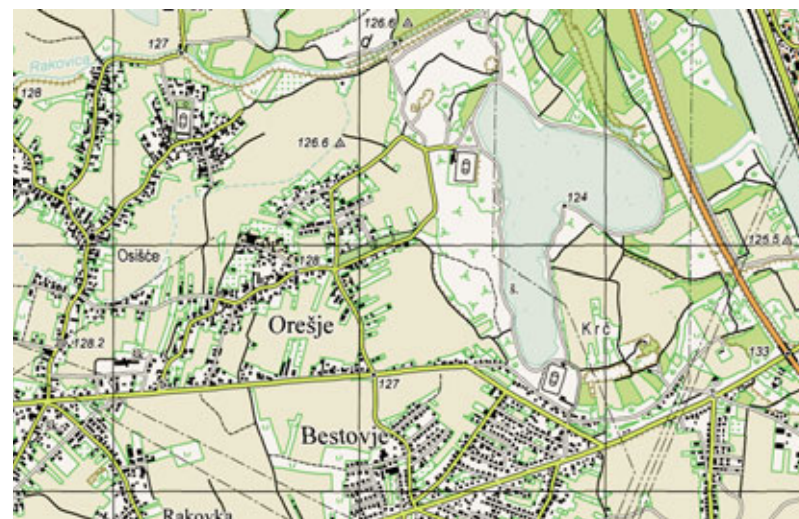 126.6
127
d
Rakovica
128
126.6
124
Osišće
128
125.5
Orešje
Krč
128.2
133
127
Bestovje
Rakovka